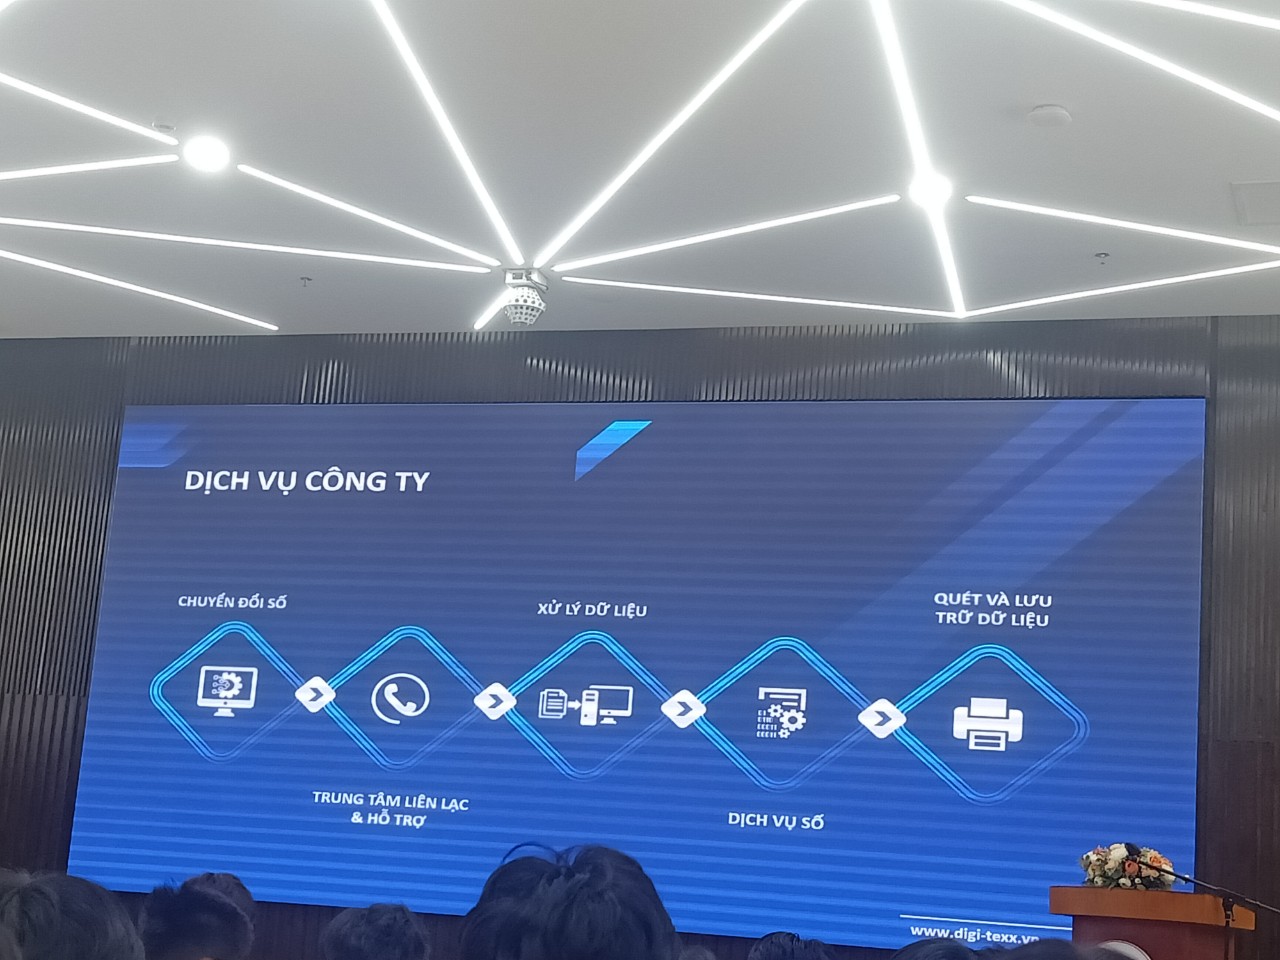 DỊCH VỤ CÔNG TY
CHUYỂN ĐỔI SỐ
TRUNG TÂM LIÊN LẠC
& HỖ TRỢ
XỬ LÝ DỮ LIỆU
DỊCH VỤ SỐ
QUÉT VÀ LƯU
TRỮ DỮ LIỆU
www.digi-texx.vn